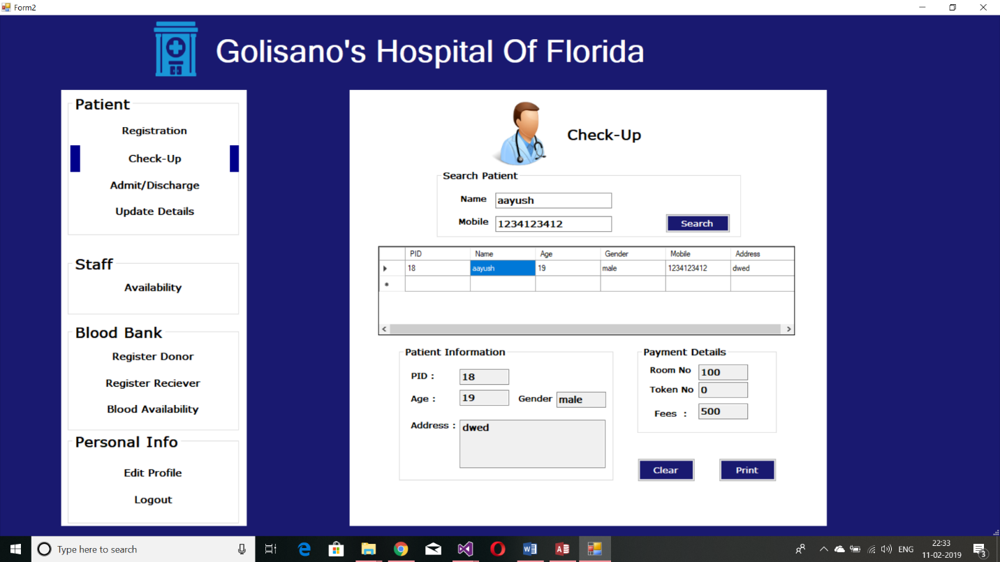 Form2
Golisano's Hospital Of Florida
Patient
Registration
Check-Up
Admit/Discharge
Update Details
Staff
Availability
Blood Bank
Register Donor
Register Reciever
Blood Availability
Personal Info
Edit Profile
Logout
Check-Up
Search Patient
Name aayush
Mobile 1234123412
Search
PID Name Age Gender Mobile Address
18 aayush 19 male 1234123412 dwed
Patient Information
PID : 18
Age : 19 Gender male
Address : dwed
Payment Details
Room No 100
Token No 0
Fees : 500
Clear Print
Type here to search
ENG
22:33
11-02-2019
3